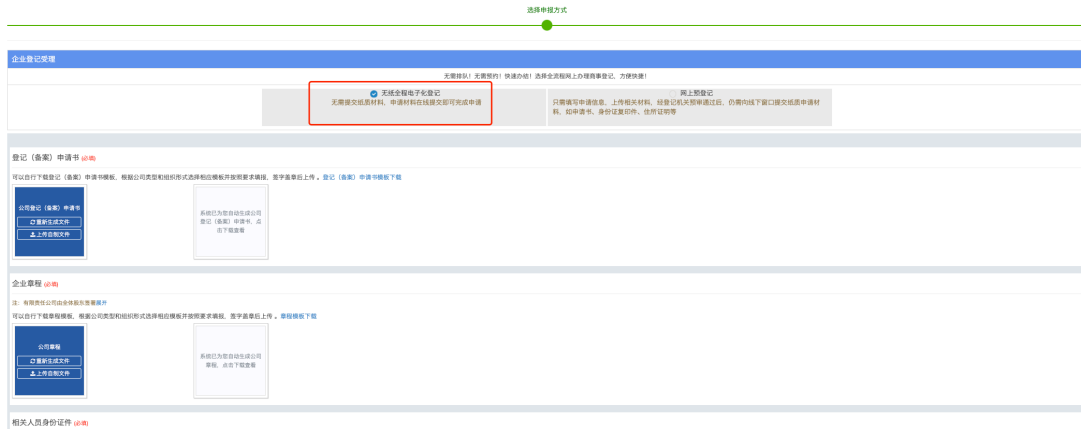 选择申报方式
企业登记受理
无需排队！无需预约！快速办结！选择全流程网上办理商事登记，方便快捷！
无纸全程电子化登记
无需提交纸质材料，申请材料在线提交即可完成申请
网上预登记
只需填写申请信息，上传相关材料，经登记机关预审通过后，仍需向线下窗口提交纸质申请材
料，如申请书、身份证复印件、住所证明等
登记（备案）申请书 (必填)
可以自行下载登记（备案）申请书模板，根据公司类型和组织形式选择相应模板并按照要求填报，签字盖章后上传 。登记（备案）申请书模板下载
公司登记（备案）申请书
重新生成文件
上传自制文件
系统已为您自动生成公司
登记（备案）申请书，点
击下载查看
企业章程 (必填)
注：有限责任公司由全体股东签署展开
可以自行下载章程模板，根据公司类型和组织形式选择相应模板并按照要求填报，签字盖章后上传 。章程模板下载
公司章程
重新生成文件
上传自制文件
系统已为您自动生成公司
章程，点击下载查看
相关人员身份证件 (必填)